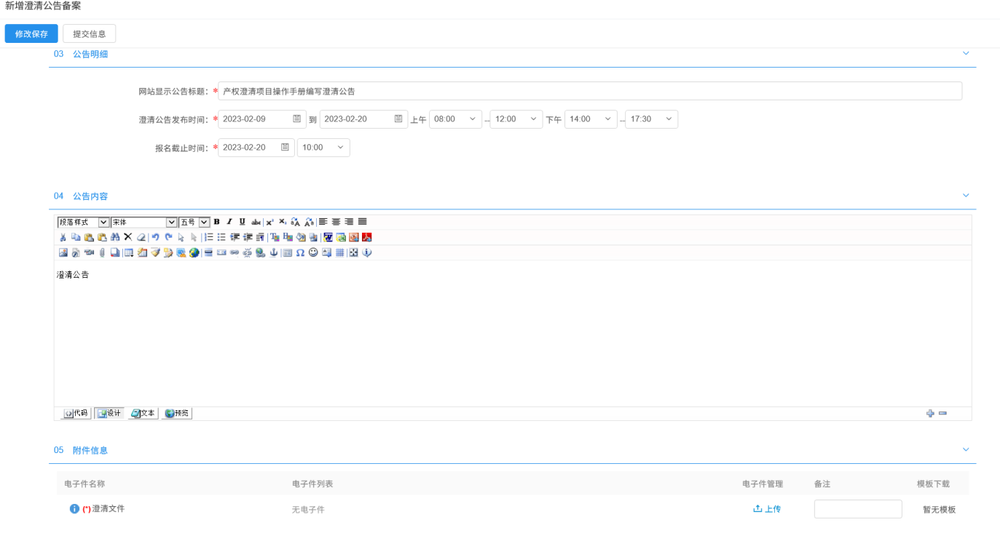 新增澄清公告备案
修改保存 提交信息
03 公告明细
网站显示公告标题: * 产权澄清项目操作手册编写澄清公告
澄清公告发布时间: * 2023-02-09 到 2023-02-20 上午 08:00 -- 12:00 下午 14:00 -- 17:30
报名截止时间: * 2023-02-20 10:00
04 公告内容
段落样式 宋体 五号 B I U abc x² x₂
澄清公告
代码 设计 文本 预览
05 附件信息
电子件名称 电子件列表 电子件管理 备注 模板下载
(*) 澄清文件 无电子件 上传 暂无模板